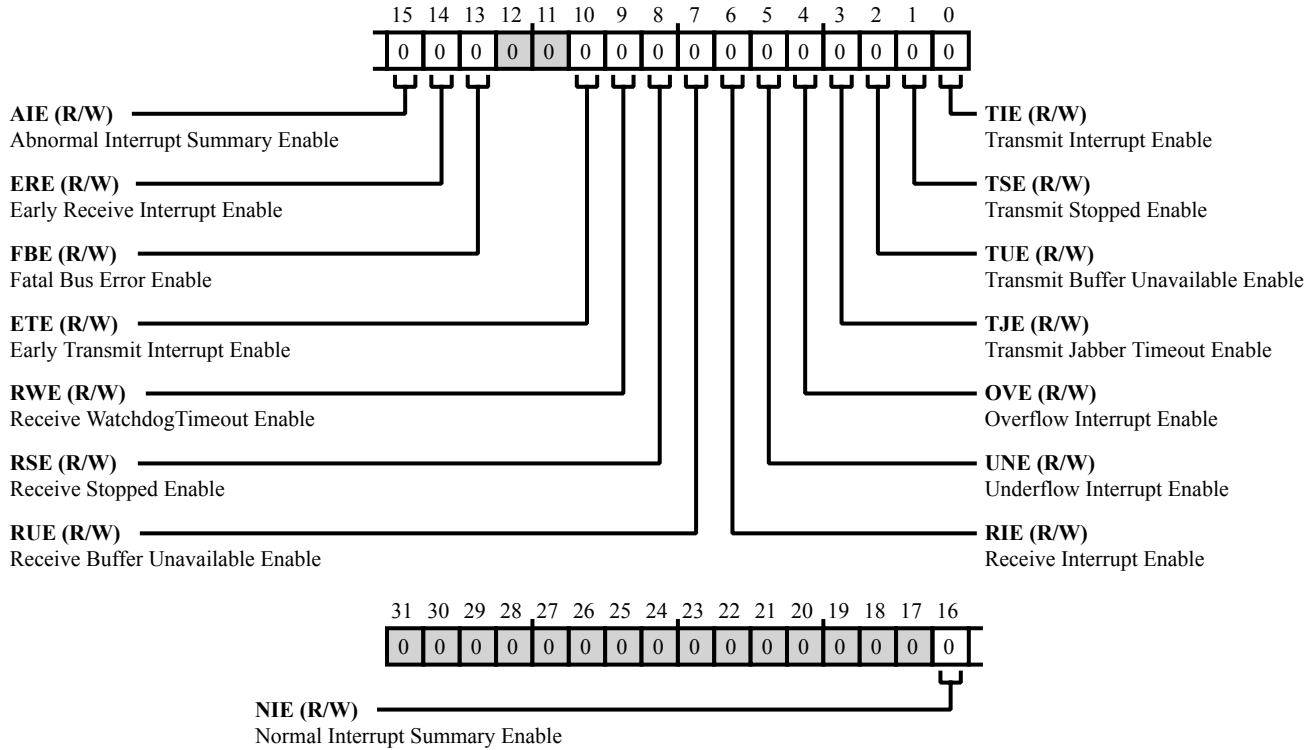 15 14 13 12 11 10 9 8 7 6 5 4 3 2 1 0
0 0 0 0 0 0 0 0 0 0 0 0 0 0 0 0
AIE (R/W)
Abnormal Interrupt Summary Enable
ERE (R/W)
Early Receive Interrupt Enable
FBE (R/W)
Fatal Bus Error Enable
ETE (R/W)
Early Transmit Interrupt Enable
RWE (R/W)
Receive WatchdogTimeout Enable
RSE (R/W)
Receive Stopped Enable
RUE (R/W)
Receive Buffer Unavailable Enable
TIE (R/W)
Transmit Interrupt Enable
TSE (R/W)
Transmit Stopped Enable
TUE (R/W)
Transmit Buffer Unavailable Enable
TJE (R/W)
Transmit Jabber Timeout Enable
OVE (R/W)
Overflow Interrupt Enable
UNE (R/W)
Underflow Interrupt Enable
RIE (R/W)
Receive Interrupt Enable
31 30 29 28 27 26 25 24 23 22 21 20 19 18 17 16
0 0 0 0 0 0 0 0 0 0 0 0 0 0 0 0
NIE (R/W)
Normal Interrupt Summary Enable